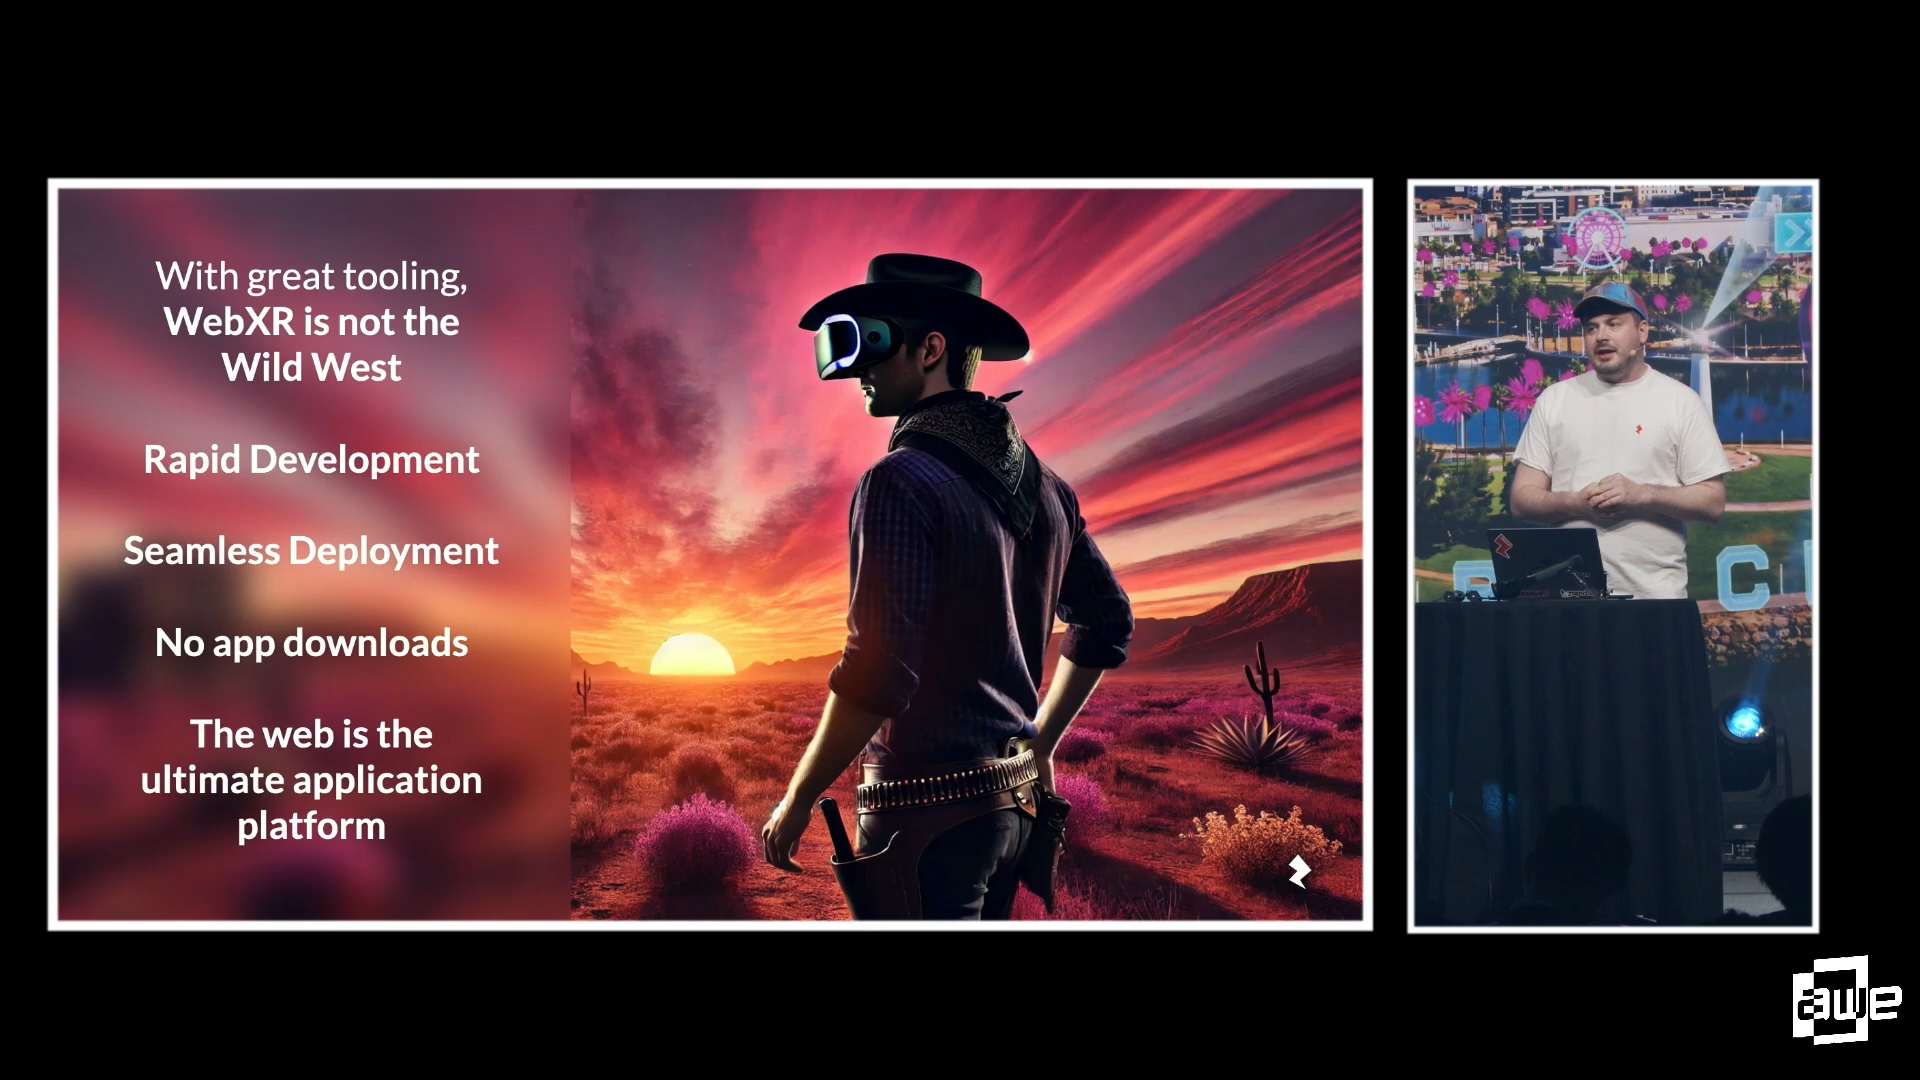 With great tooling,
WebXR is not the
Wild West
Rapid Development
Seamless Deployment
No app downloads
The web is the
ultimate application
platform
C
awe